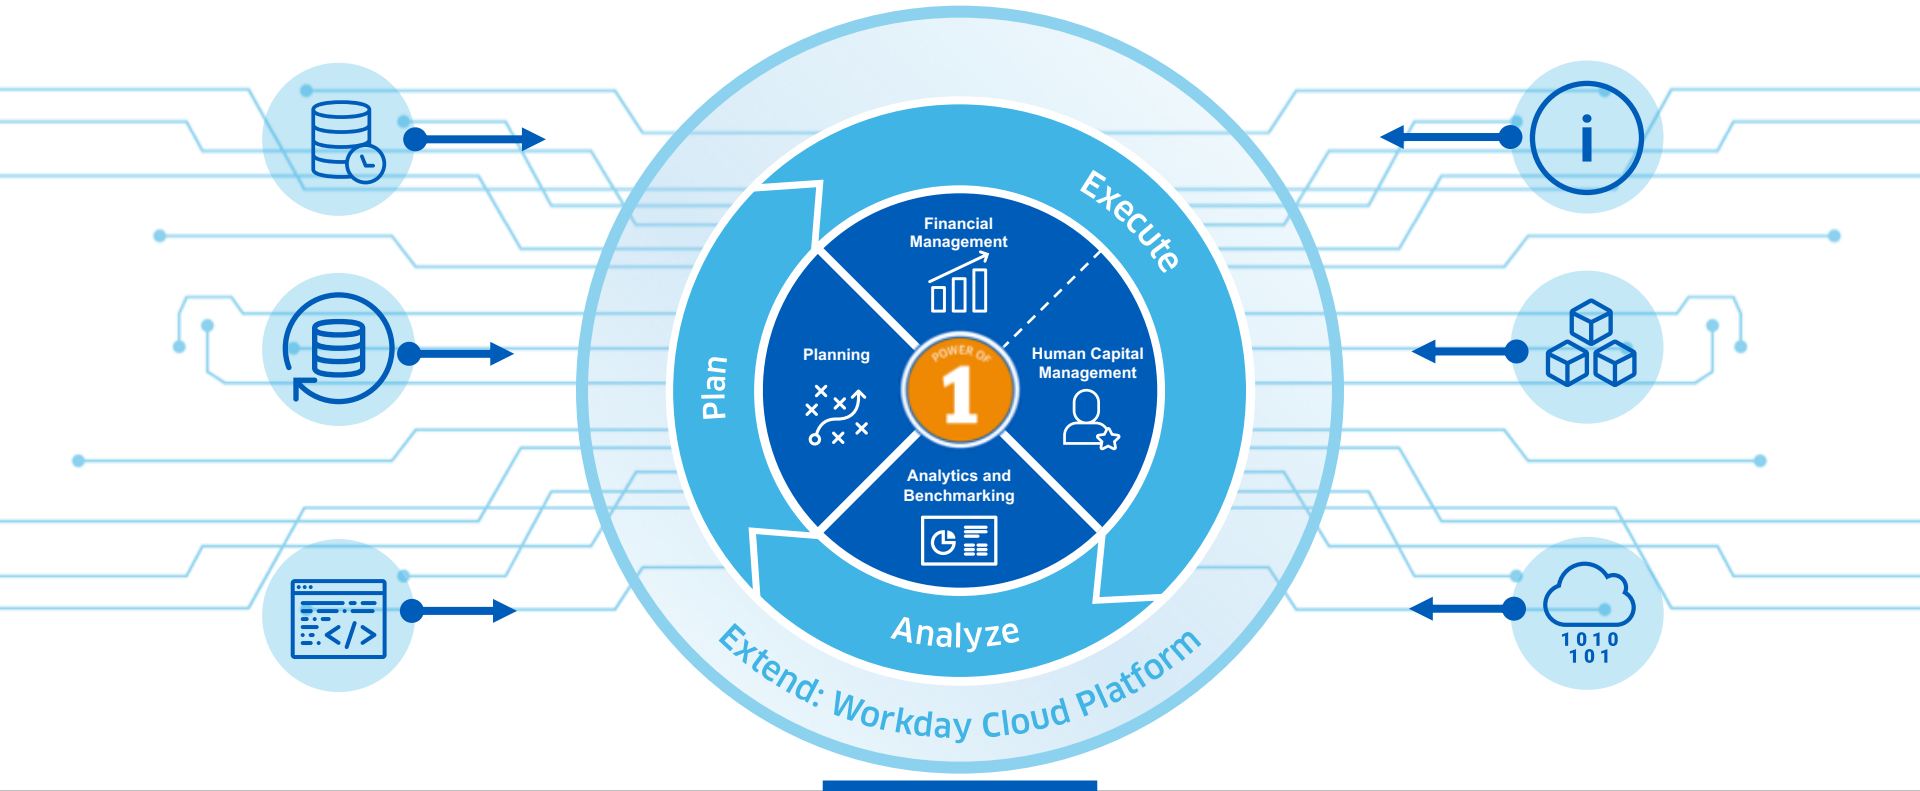 Execute
Financial
Management
Planning
POWER OF
1
Human Capital
Management
Plan
Analytics and
Benchmarking
Analyze
Extend: Workday Cloud Platform
i
</>
1010
101